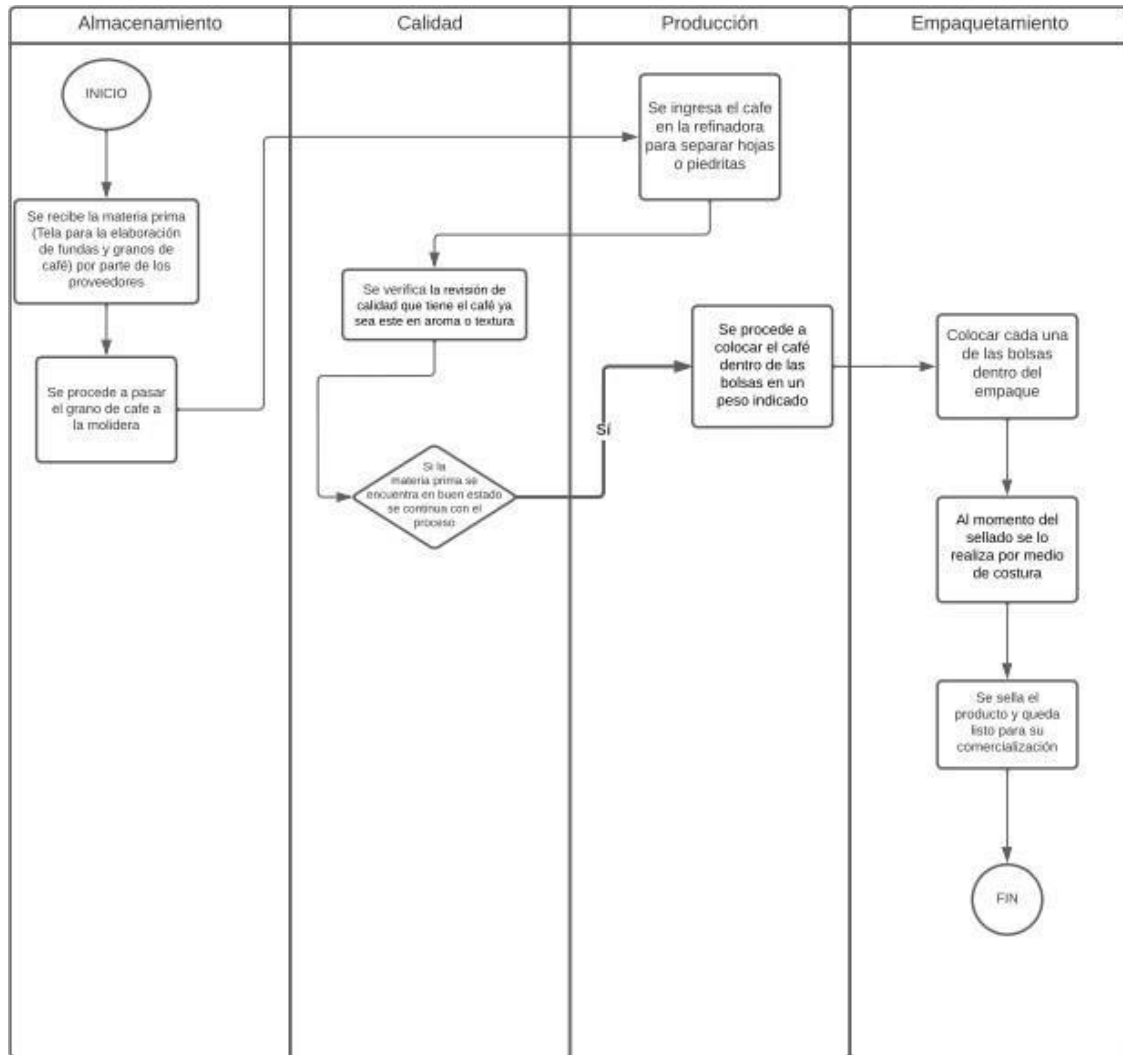 Almacenamiento
Calidad
Producción
Empaquetamiento
INICIO
Se recibe la materia prima
(Tela para la elaboración
de fundas y granos de
café) por parte de los
proveedores
Se procede a pasar
el grano de cafe a
la molidera
Se ingresa el cafe
en la refinadora
para separar hojas
o piedritas
Se verifica la revisión de
calidad que tiene el café ya
sea este en aroma o textura
Si la
materia prima se
encuentra en buen estado
se continua con el
proceso
Sí
Se procede a
colocar el café
dentro de las
bolsas en un
peso indicado
Colocar cada una
de las bolsas
dentro del
empaque
Al momento del
sellado se lo
realiza por medio
de costura
Se sella el
producto y queda
listo para su
comercialización
FIN